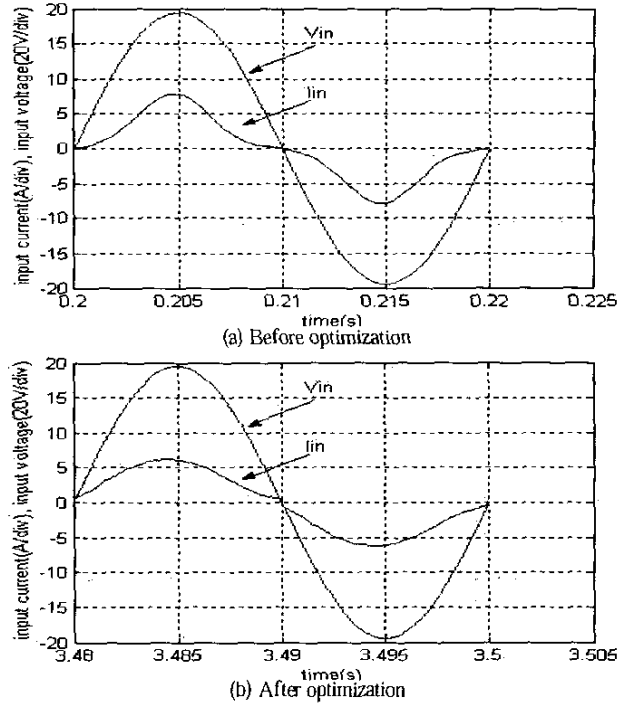 input current(A/div), input voltage(20V/div)
20
15
10
5
0
-5
-10
-15
-20
Vin
Iin
0.2 0.205 0.21 0.215 0.22 0.225
time(s)
(a) Before optimization
input current(A/div), input voltage(20V/div)
20
15
10
5
0
-5
-10
-15
-20
Vin
Iin
3.48 3.485 3.49 3.495 3.5 3.505
time(s)
(b) After optimization